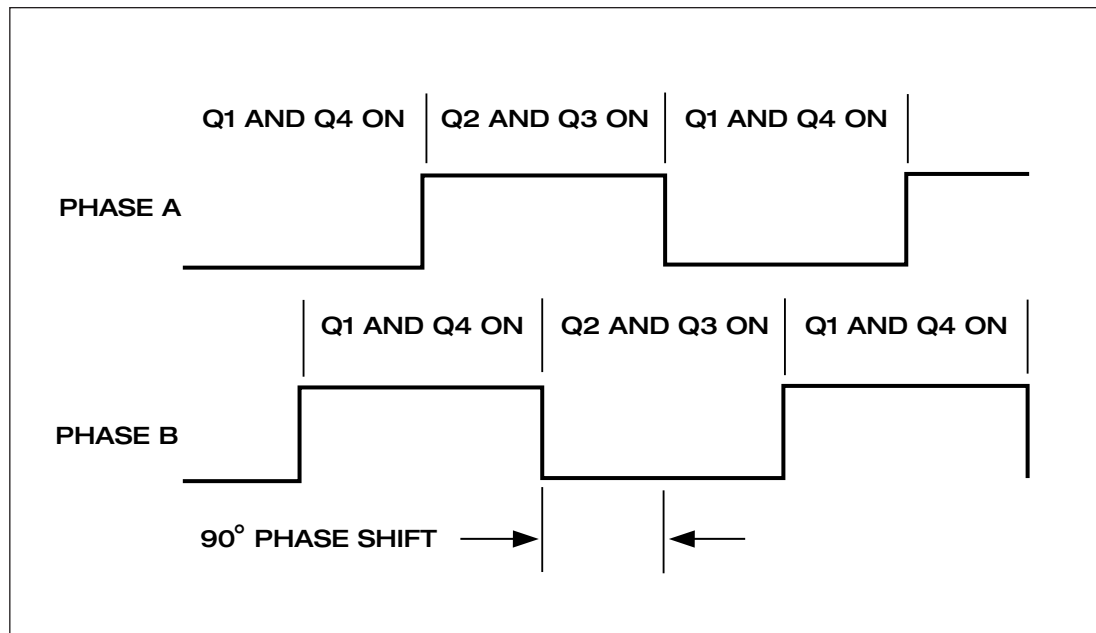 Q1 AND Q4 ON Q2 AND Q3 ON Q1 AND Q4 ON
PHASE A
Q1 AND Q4 ON Q2 AND Q3 ON Q1 AND Q4 ON
PHASE B
90° PHASE SHIFT